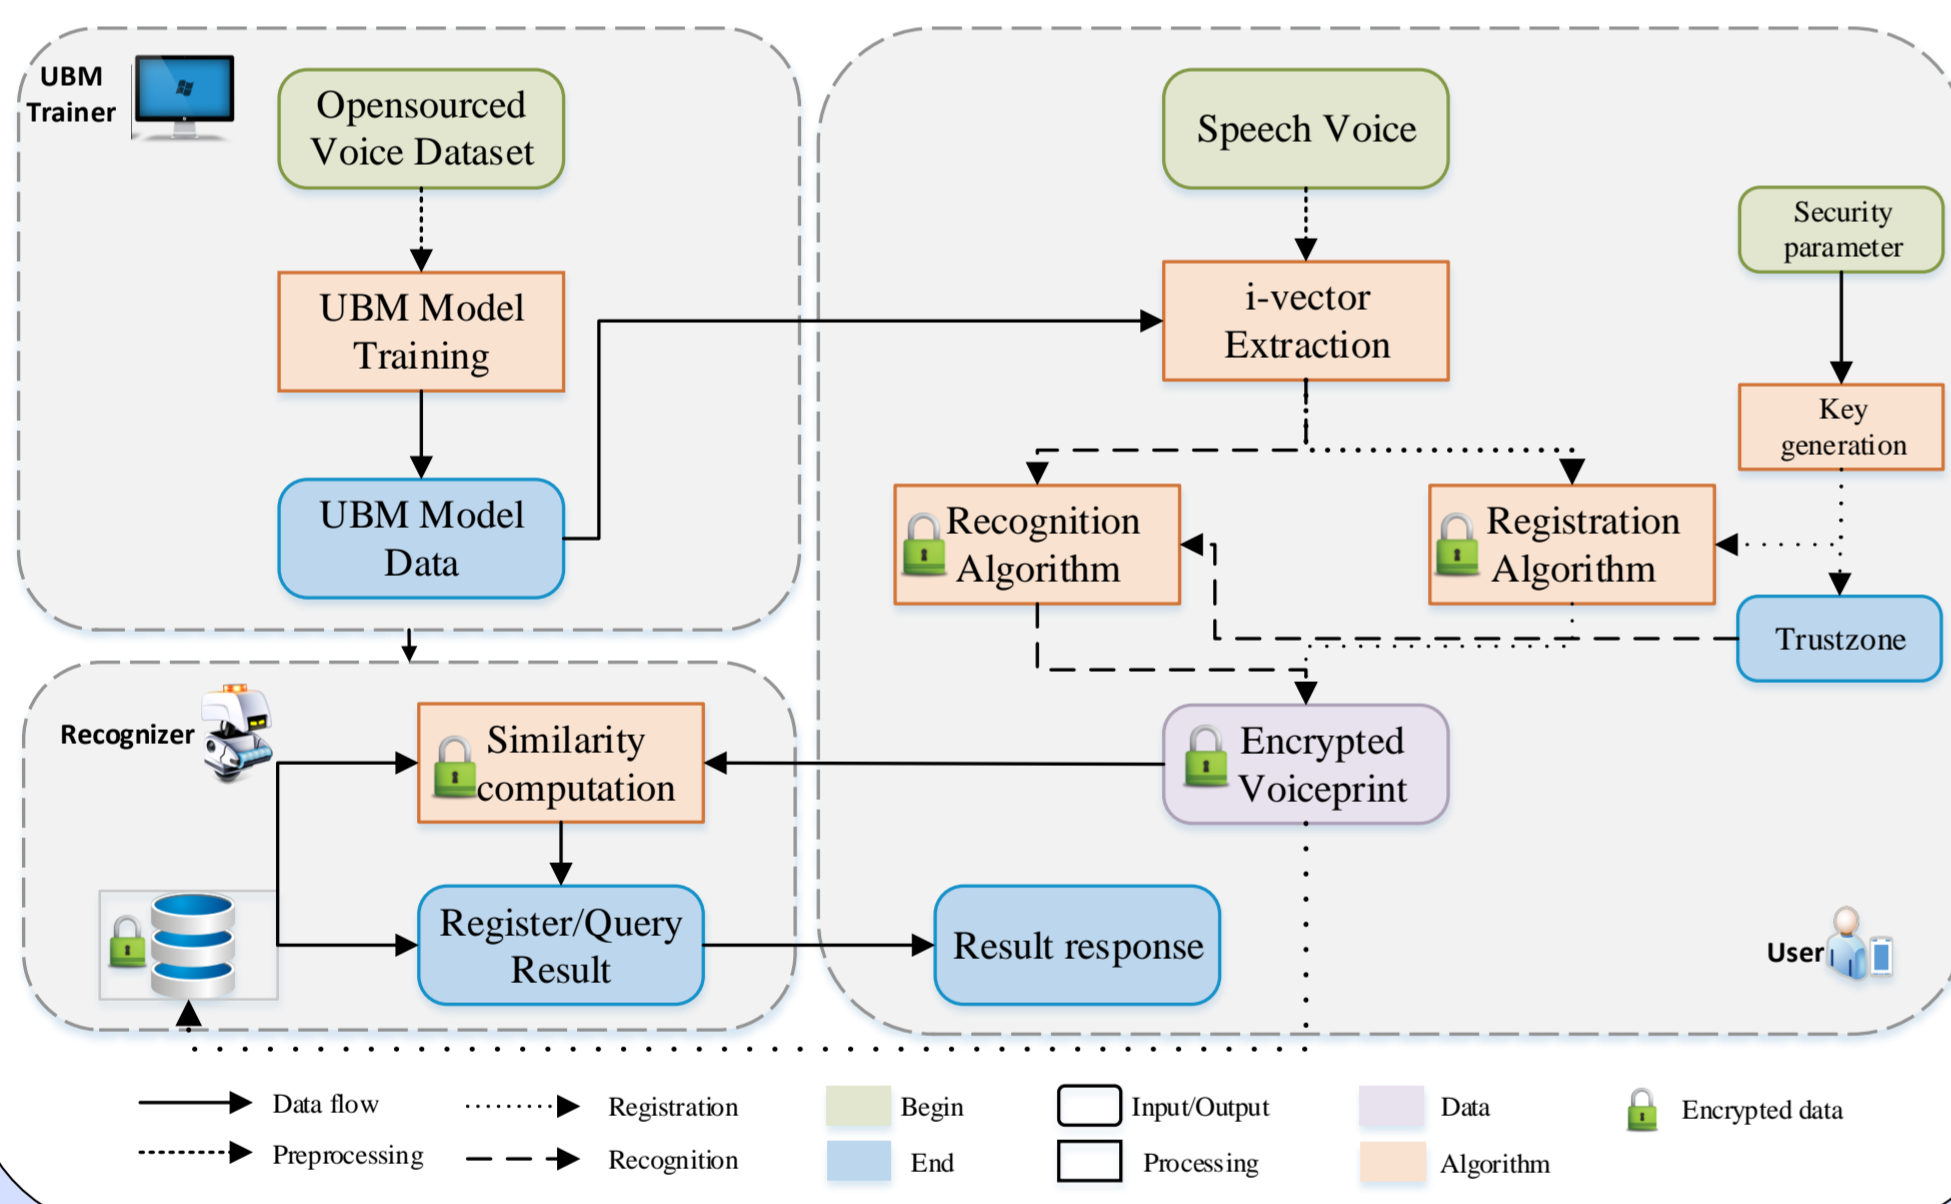 UBM
Trainer
Opensourced
Voice Dataset
UBM Model
Training
UBM Model
Data
Speech Voice
i-vector
Extraction
Security
parameter
Key
generation
Recognition
Algorithm
Registration
Algorithm
Trustzone
Encrypted
Voiceprint
Recognizer
Similarity
computation
Register/Query
Result
Result response
User
Data flow
Registration
Begin
Input/Output
Data
Encrypted data
Preprocessing
Recognition
End
Processing
Algorithm